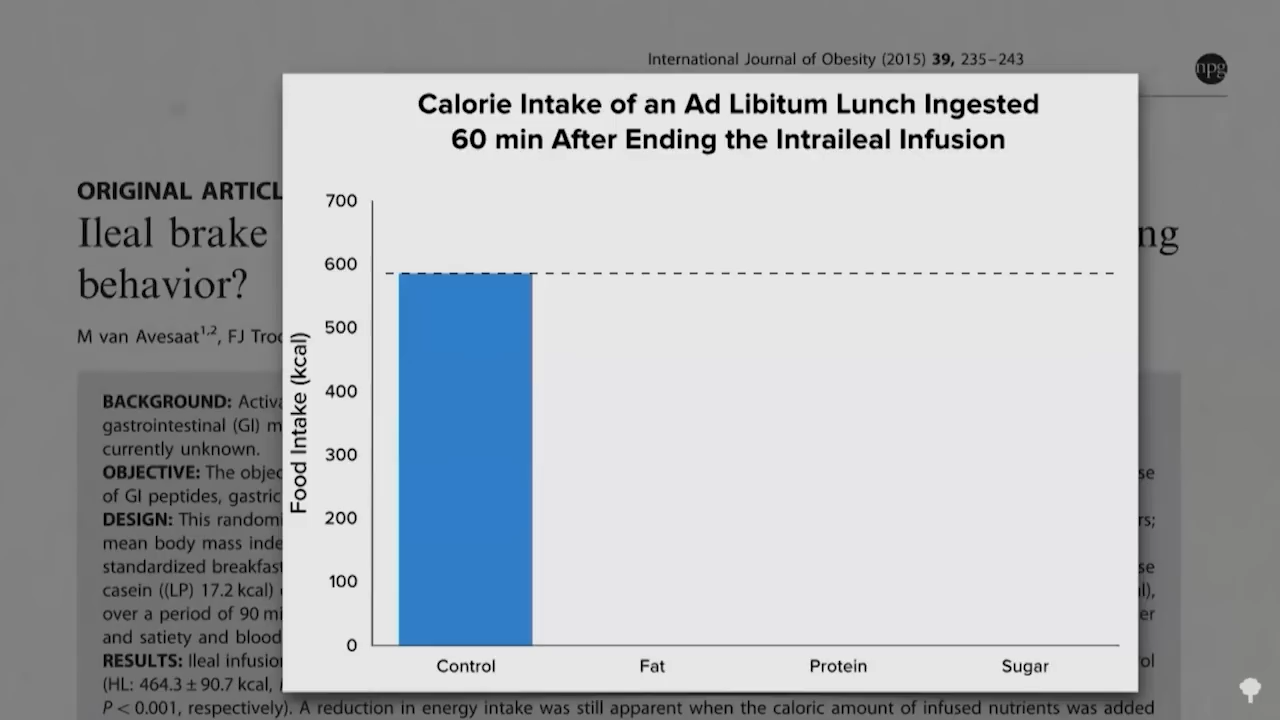 International Journal of Obesity (2015) 39, 235–243
npg
Calorie Intake of an Ad Libitum Lunch Ingested
60 min After Ending the Intraileal Infusion
ORIGINAL ARTICL
Ileal brake
ng
behavior?
M van Avesaat1,2, FJ Troo
700
600
500
400
300
200
100
0
Food Intake (kcal)
Control Fat Protein Sugar
BACKGROUND: Activa
gastrointestinal (GI) m
currently unknown.
OBJECTIVE: The objec se
of GI peptides, gastric
DESIGN: This randomi rs;
mean body mass inde
standardized breakfast se
casein ((LP) 17.2 kcal) al),
over a period of 90 mi er
and satiety and blood
RESULTS: Ileal infusion ol
(HL: 464.3 ± 90.7 kcal,
P < 0.001, respectively). A reduction in energy intake was still apparent when the caloric amount of infused nutrients was added